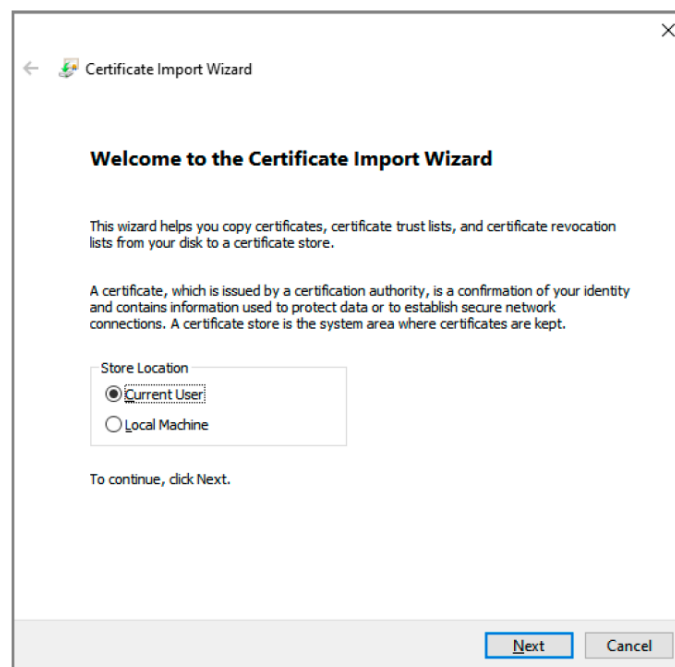 Certificate Import Wizard
Welcome to the Certificate Import Wizard
This wizard helps you copy certificates, certificate trust lists, and certificate revocation
lists from your disk to a certificate store.
A certificate, which is issued by a certification authority, is a confirmation of your identity
and contains information used to protect data or to establish secure network
connections. A certificate store is the system area where certificates are kept.
Store Location
Current User
Local Machine
To continue, click Next.
Next Cancel